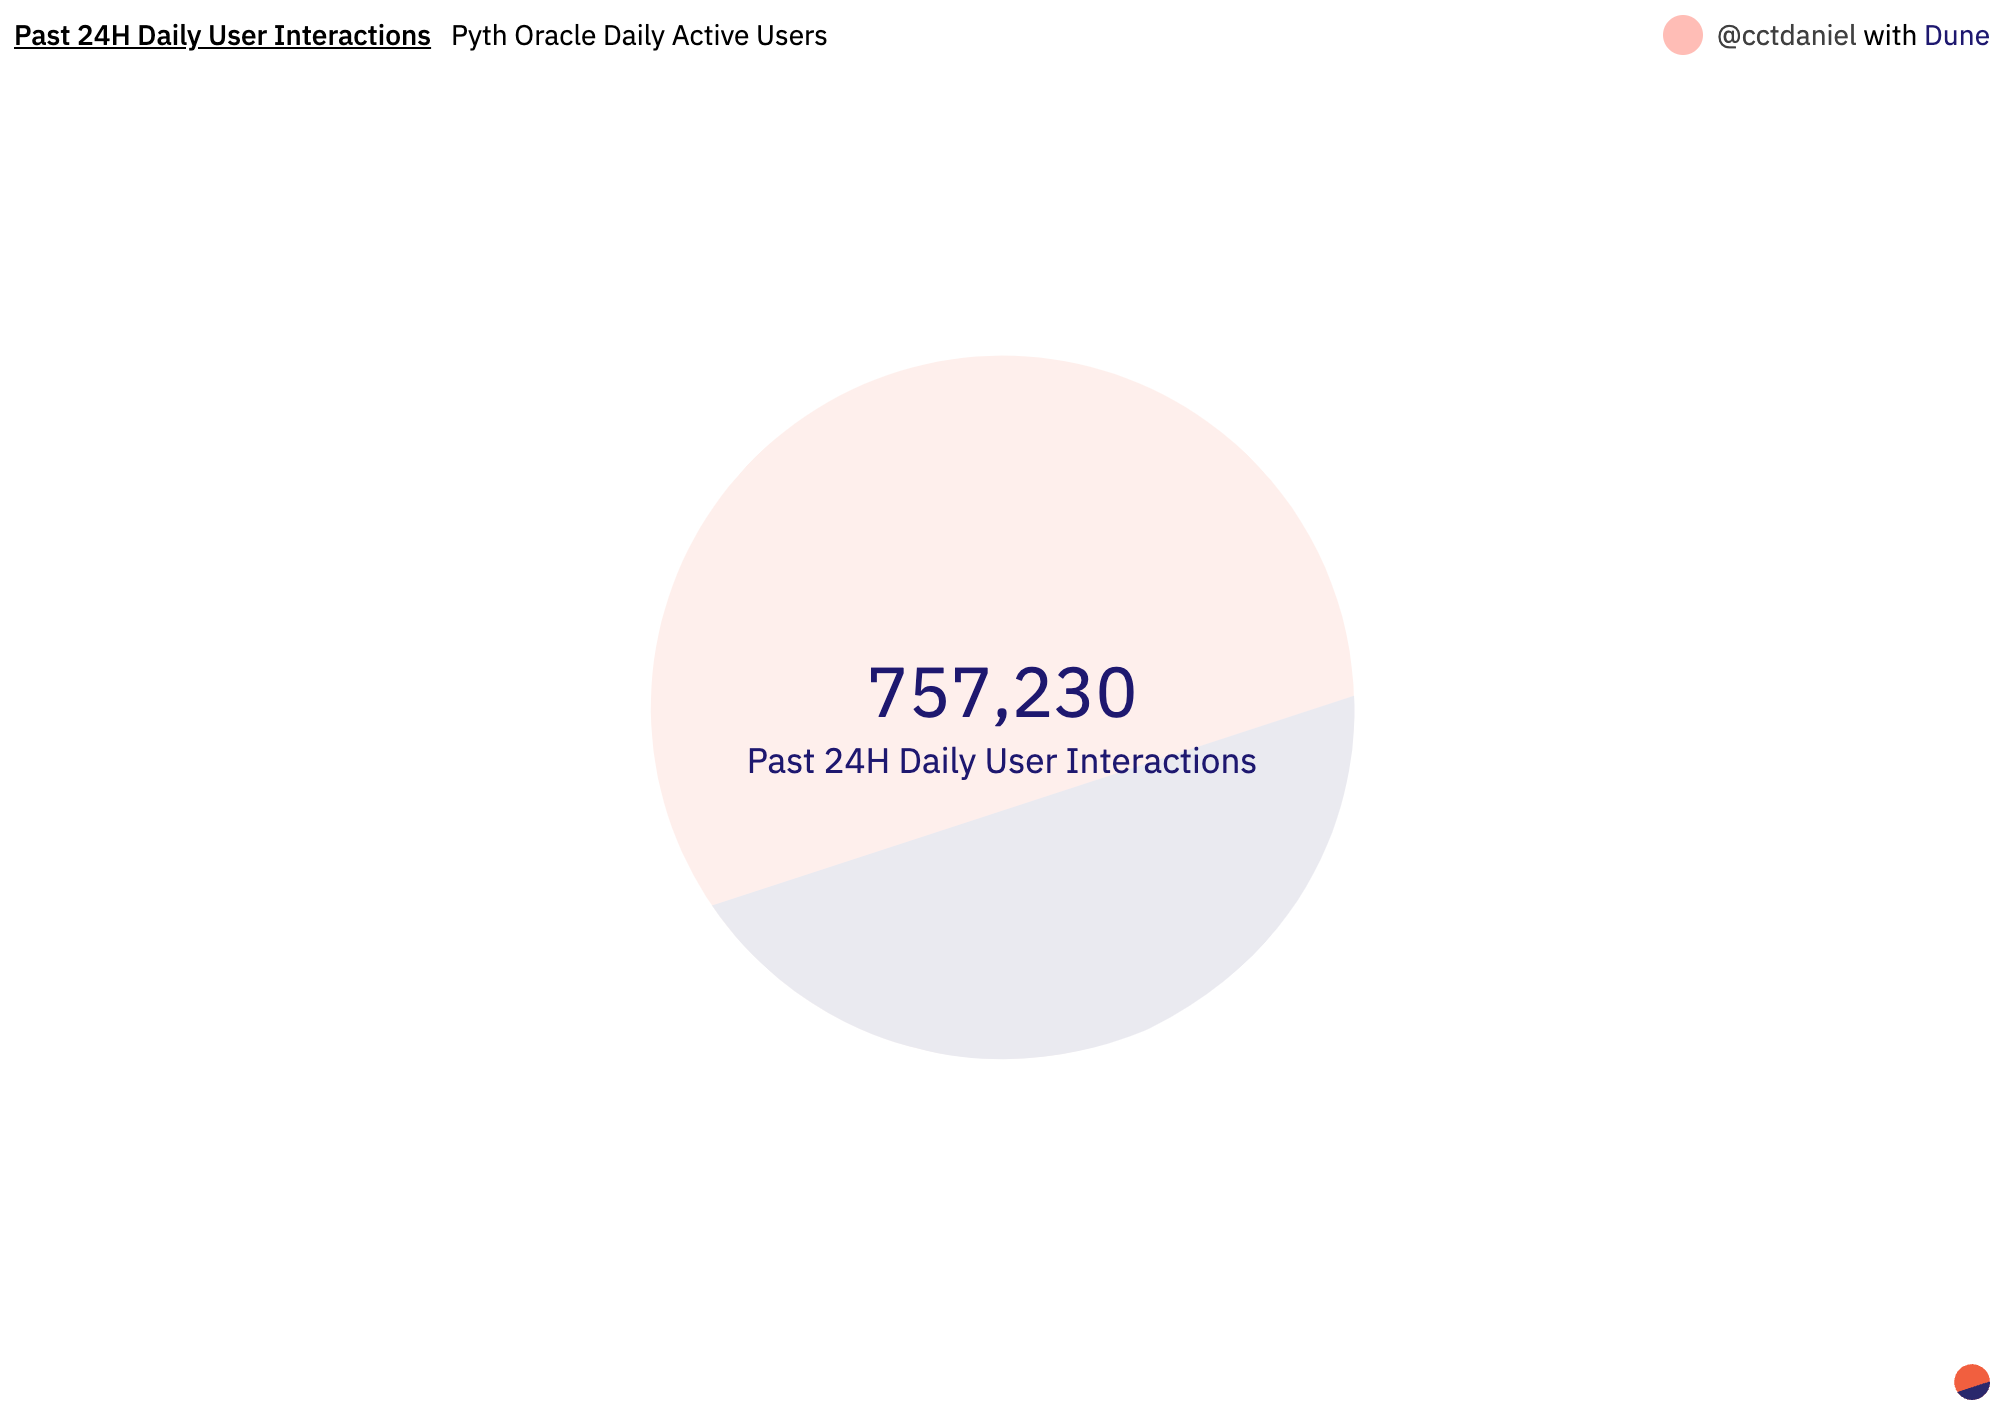 Past 24H Daily User Interactions Pyth Oracle Daily Active Users
@cctdaniel with Dune
757,230
Past 24H Daily User Interactions